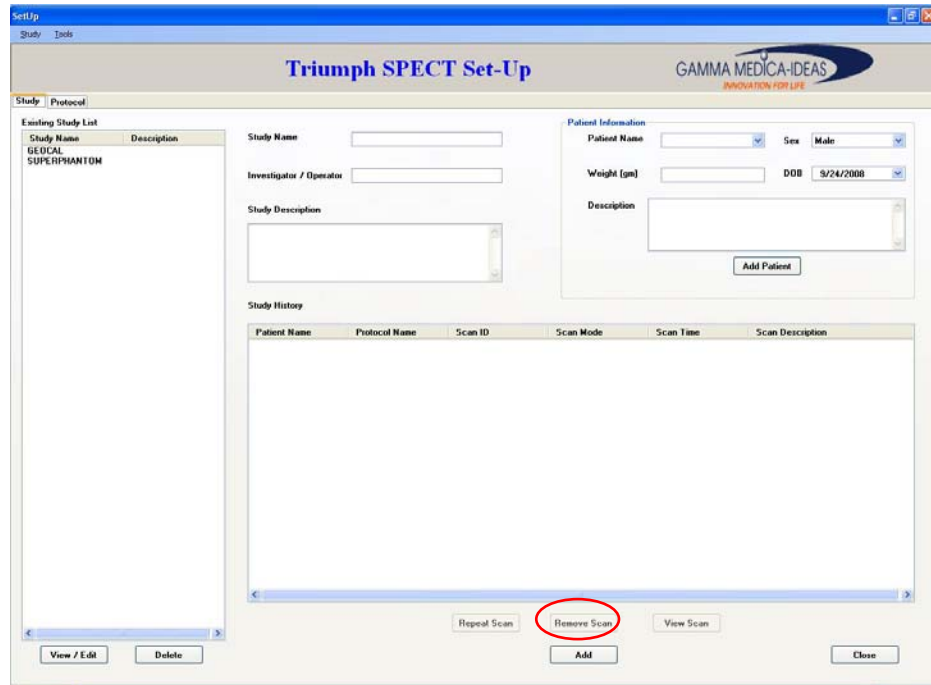 SetUp
Study Tools
Triumph SPECT Set-Up
GAMMA MEDICA-IDEAS
INNOVATION FOR LIFE
Study Protocol
Existing Study List
Study Name Description
GEOCAL
SUPERPHANTOM
Study Name
Investigator / Operator
Study Description
Patient Information
Patient Name Sex Male
Weight (gm) DOB 9/24/2008
Description
Add Patient
Study History
Patient Name Protocol Name Scan ID Scan Mode Scan Time Scan Description
Repeat Scan Remove Scan View Scan
View / Edit Delete Add Close